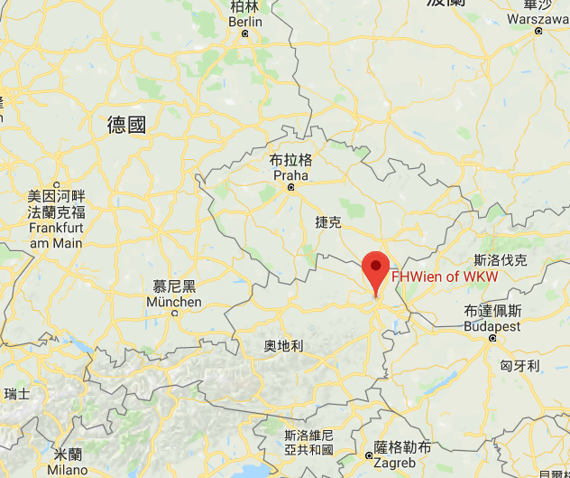 柏林
Berlin
華沙
Warszawa
德國
布拉格
Praha
美因河畔
法蘭克福
Frankfurt
am Main
捷克
FHWien of WKW
斯洛伐克
慕尼黑
München
布達佩斯
Budapest
奧地利
匈牙利
瑞士
斯洛維尼
亞共和國
薩格勒布
Zagreb
米蘭
Milano